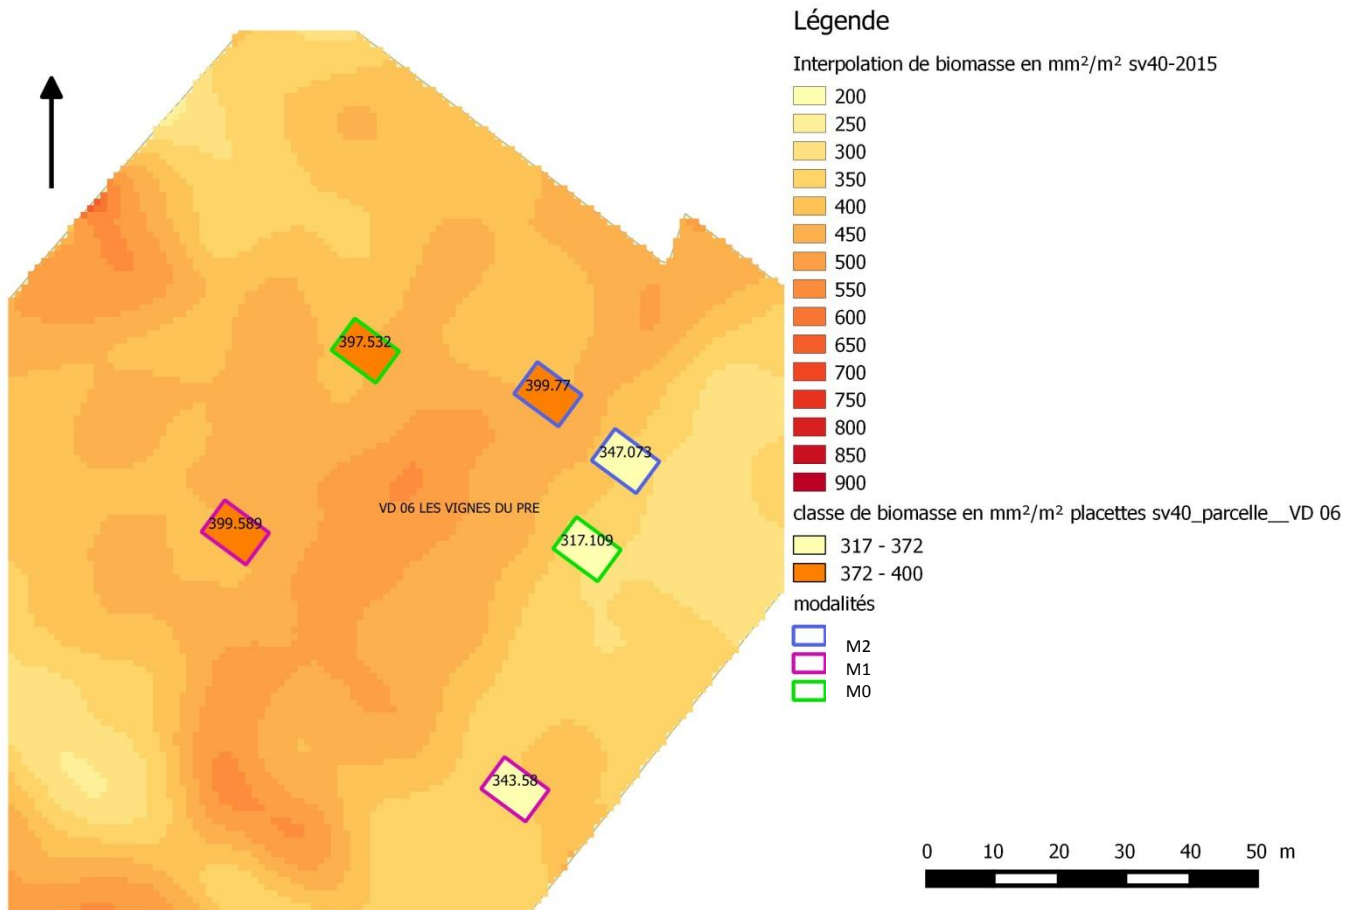 Légende
Interpolation de biomasse en mm²/m² sv40-2015
200
250
300
350
400
450
500
550
600
650
700
750
800
850
900
classe de biomasse en mm²/m² placettes sv40_parcelle__VD 06
317 - 372
372 - 400
modalités
M2
M1
M0
397.532
399.77
347.073
VD 06 LES VIGNES DU PRE
399.589
317.109
343.58
0 10 20 30 40 50 m